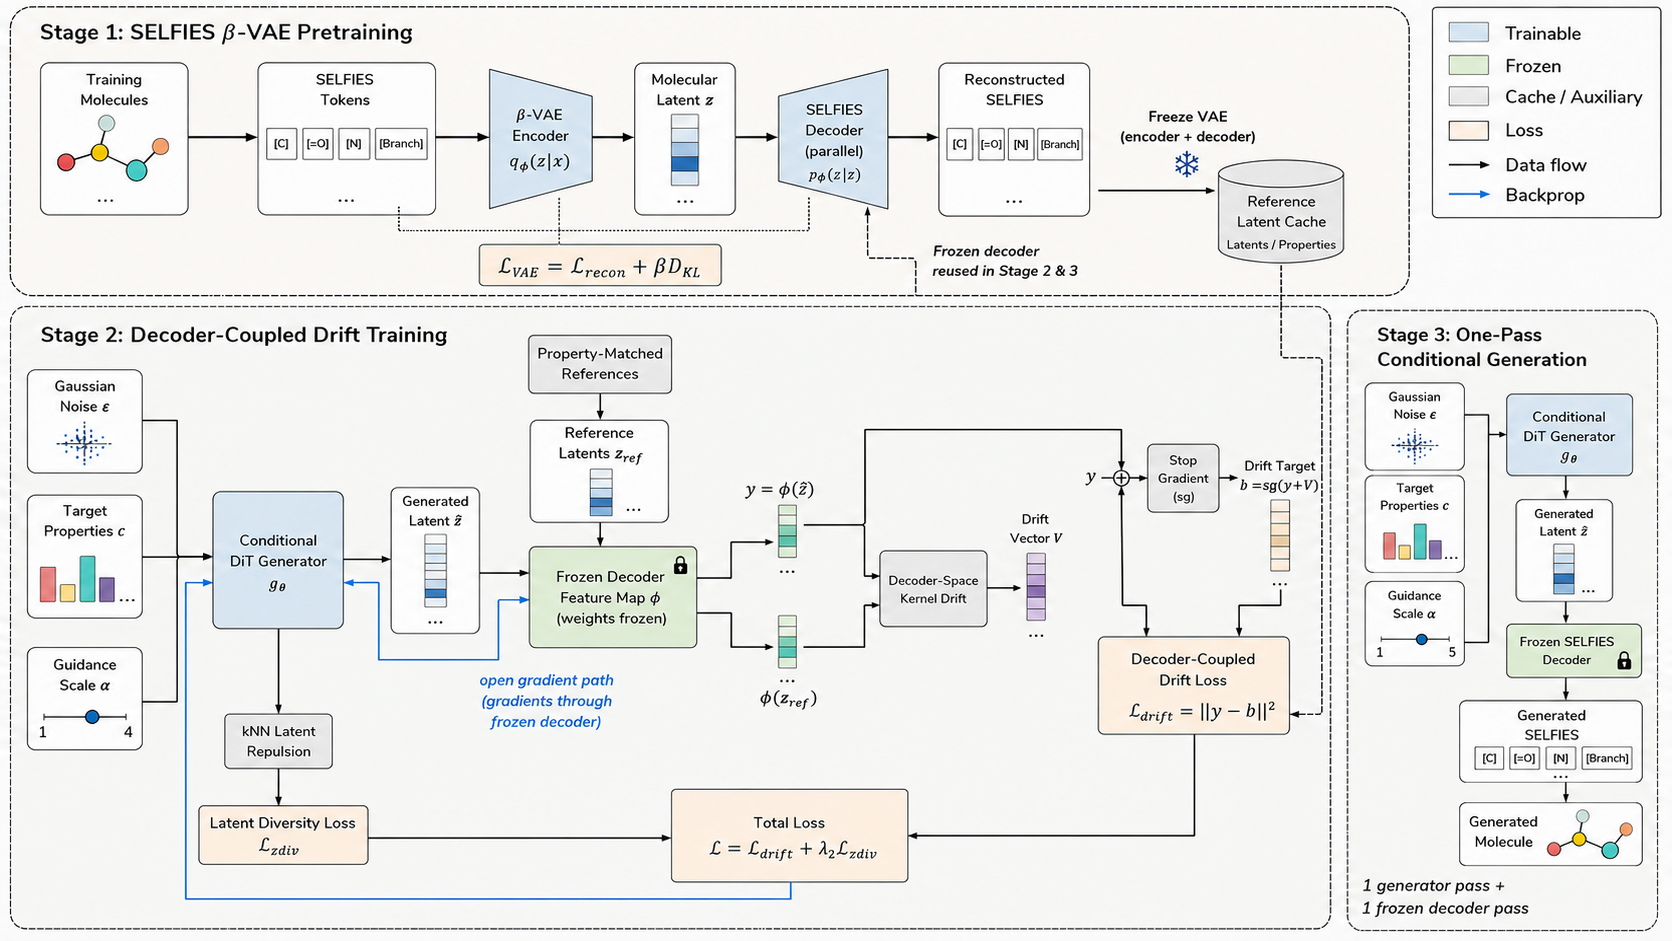 Stage 1: SELFIES β-VAE Pretraining
Training
Molecules
...
SELFIES
Tokens
[C]
[=O]
[N]
[Branch]
...
β-VAE
Encoder
qϕ(z|x)
Molecular
Latent z
...
SELFIES
Decoder
(parallel)
pϕ(z|z)
Reconstructed
SELFIES
[C]
[=O]
[N]
[Branch]
...
Freeze VAE
(encoder + decoder)
Reference
Latent Cache
Latents / Properties
ℒVAE = ℒrecon + βDKL
Frozen decoder
reused in Stage 2 & 3
Trainable
Frozen
Cache / Auxiliary
Loss
Data flow
Backprop
Stage 2: Decoder-Coupled Drift Training
Gaussian
Noise ε
Target
Properties c
...
Guidance
Scale α
1
4
Conditional
DiT Generator
gθ
Generated
Latent ẑ
...
Property-Matched
References
Reference
Latents zref
...
Frozen Decoder
Feature Map ϕ
(weights frozen)
open gradient path
(gradients through
frozen decoder)
y = ϕ(ẑ)
...
...
ϕ(zref)
Decoder-Space
Kernel Drift
Drift
Vector V
...
y
Stop
Gradient
(sg)
Drift Target
b =sg(y+V)
...
Decoder-Coupled
Drift Loss
ℒdrift = ||y − b||²
kNN Latent
Repulsion
Latent Diversity Loss
ℒzdiv
Total Loss
ℒ = ℒdrift + λ₂ℒzdiv
Stage 3: One-Pass
Conditional Generation
Gaussian
Noise ε
Target
Properties c
...
Guidance
Scale α
1
5
Conditional
DiT Generator
gθ
Generated
Latent ẑ
...
Frozen SELFIES
Decoder
Generated
SELFIES
[C]
[=O]
[N]
[Branch]
...
Generated
Molecule
1 generator pass +
1 frozen decoder pass